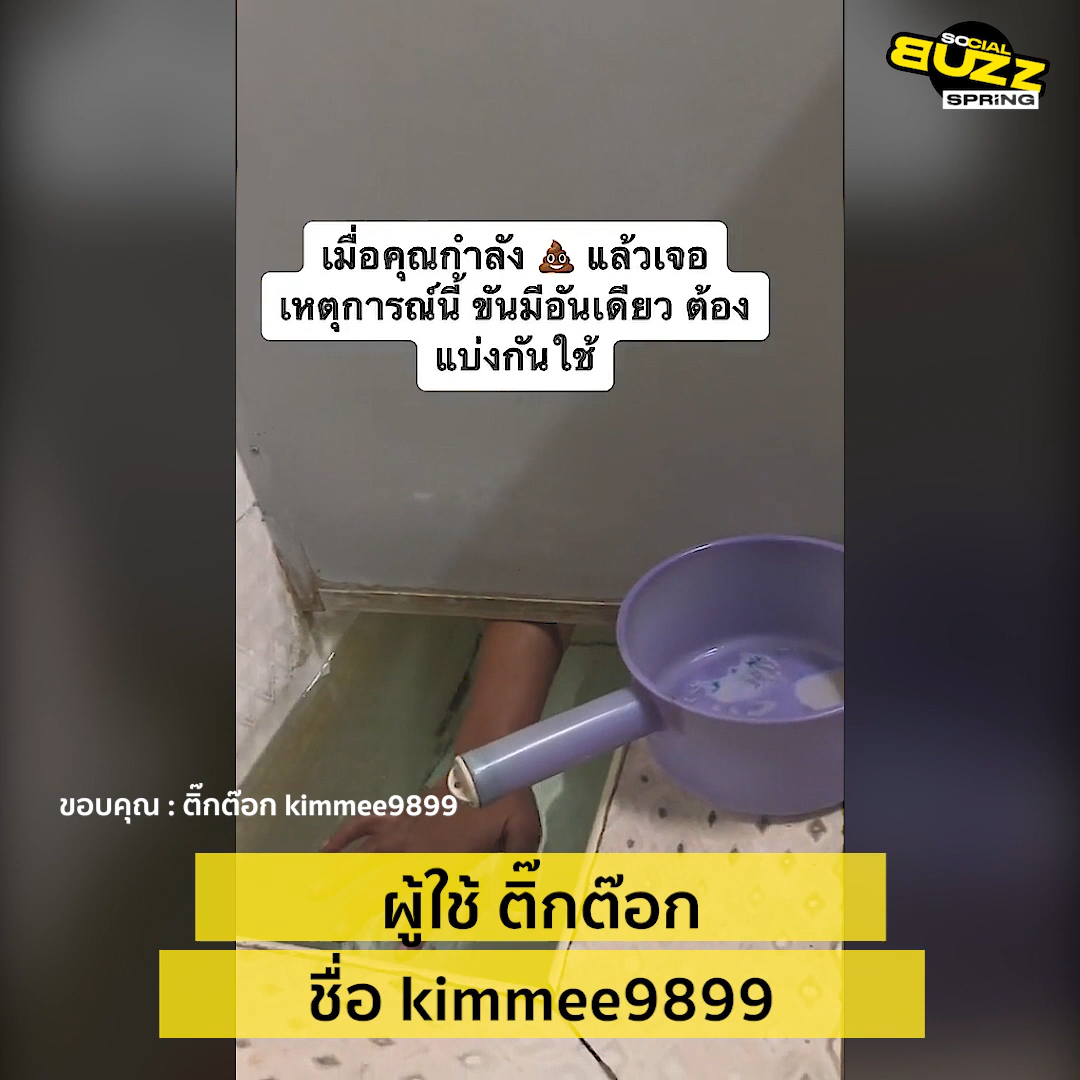 SOCIAL
BUZZ
SPRiNG
เมื่อคุณกำลัง 💩 แล้วเจอ
เหตุการณ์นี้ ขันมีอันเดียว ต้อง
แบ่งกันใช้
ขอบคุณ : ติ๊กต๊อก kimmee9899
ผู้ใช้ ติ๊กต๊อก
ชื่อ kimmee9899